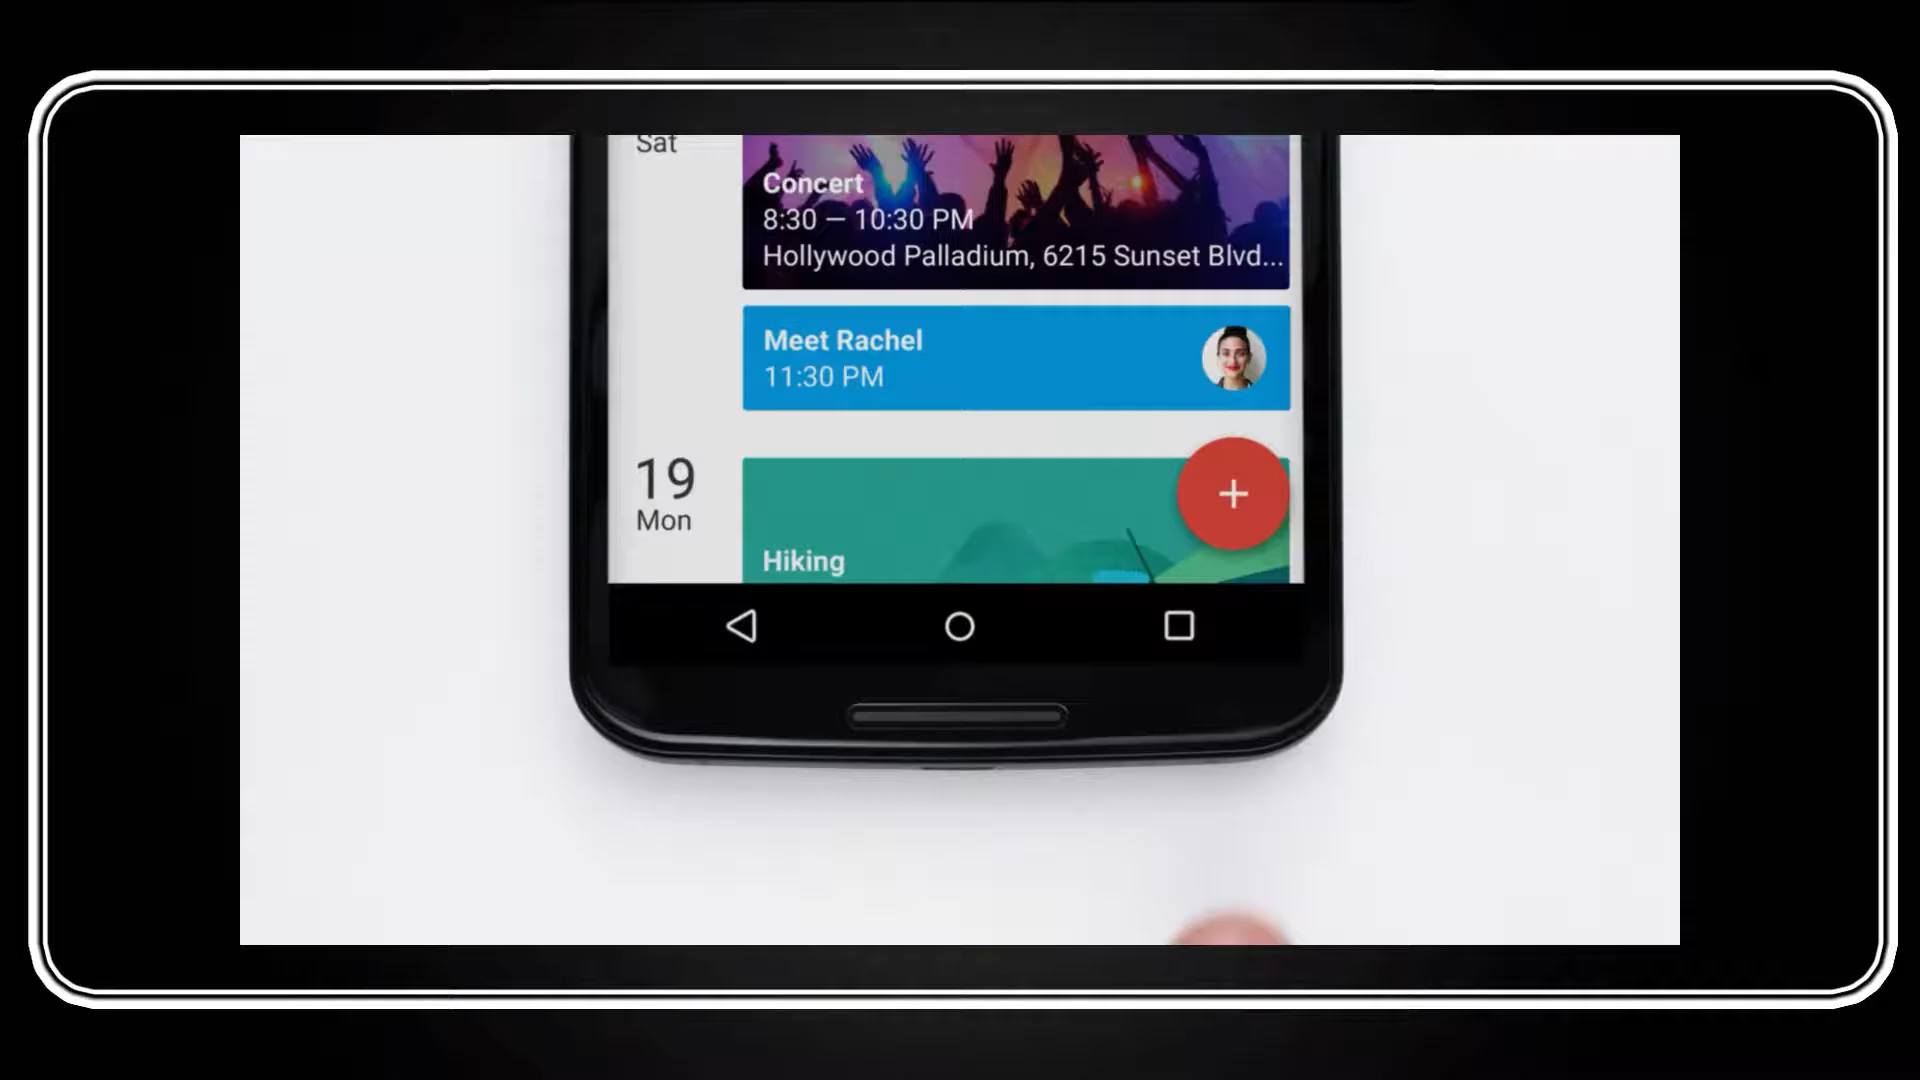 Sat
Concert
8:30 — 10:30 PM
Hollywood Palladium, 6215 Sunset Blvd...
Meet Rachel
11:30 PM
19
Mon
Hiking